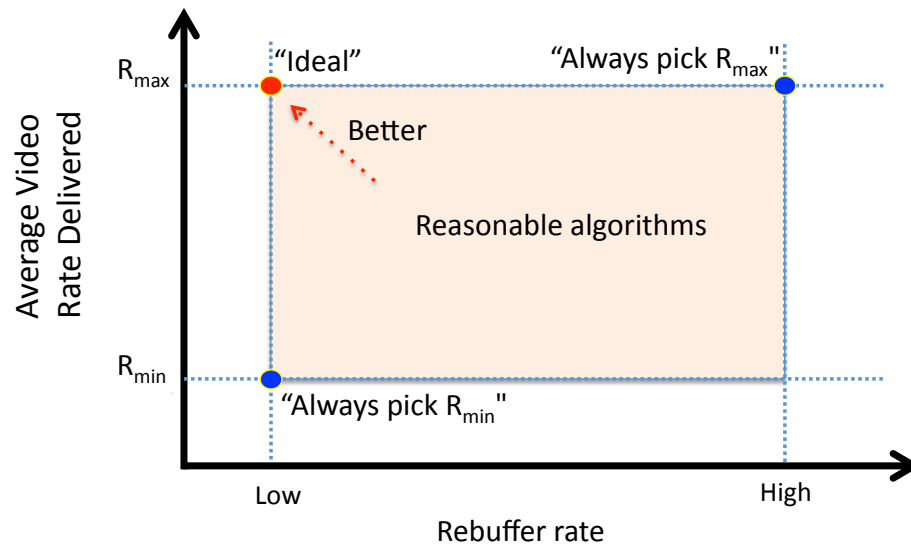 “Ideal”
“Always pick Rmax"
Rmax
Better
Average Video
Rate Delivered
Reasonable algorithms
Rmin
“Always pick Rmin"
Low
High
Rebuffer rate